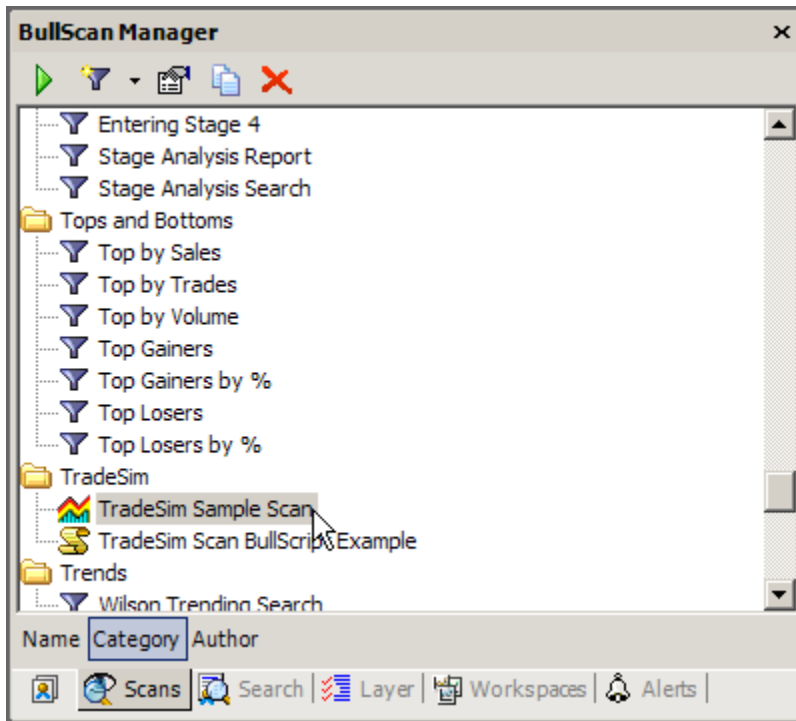 BullScan Manager
Entering Stage 4
Stage Analysis Report
Stage Analysis Search
Tops and Bottoms
Top by Sales
Top by Trades
Top by Volume
Top Gainers
Top Gainers by %
Top Losers
Top Losers by %
TradeSim
TradeSim Sample Scan
TradeSim Scan BullScript Example
Trends
Wilson Trending Search
Name Category Author
Scans Search Layer Workspaces Alerts